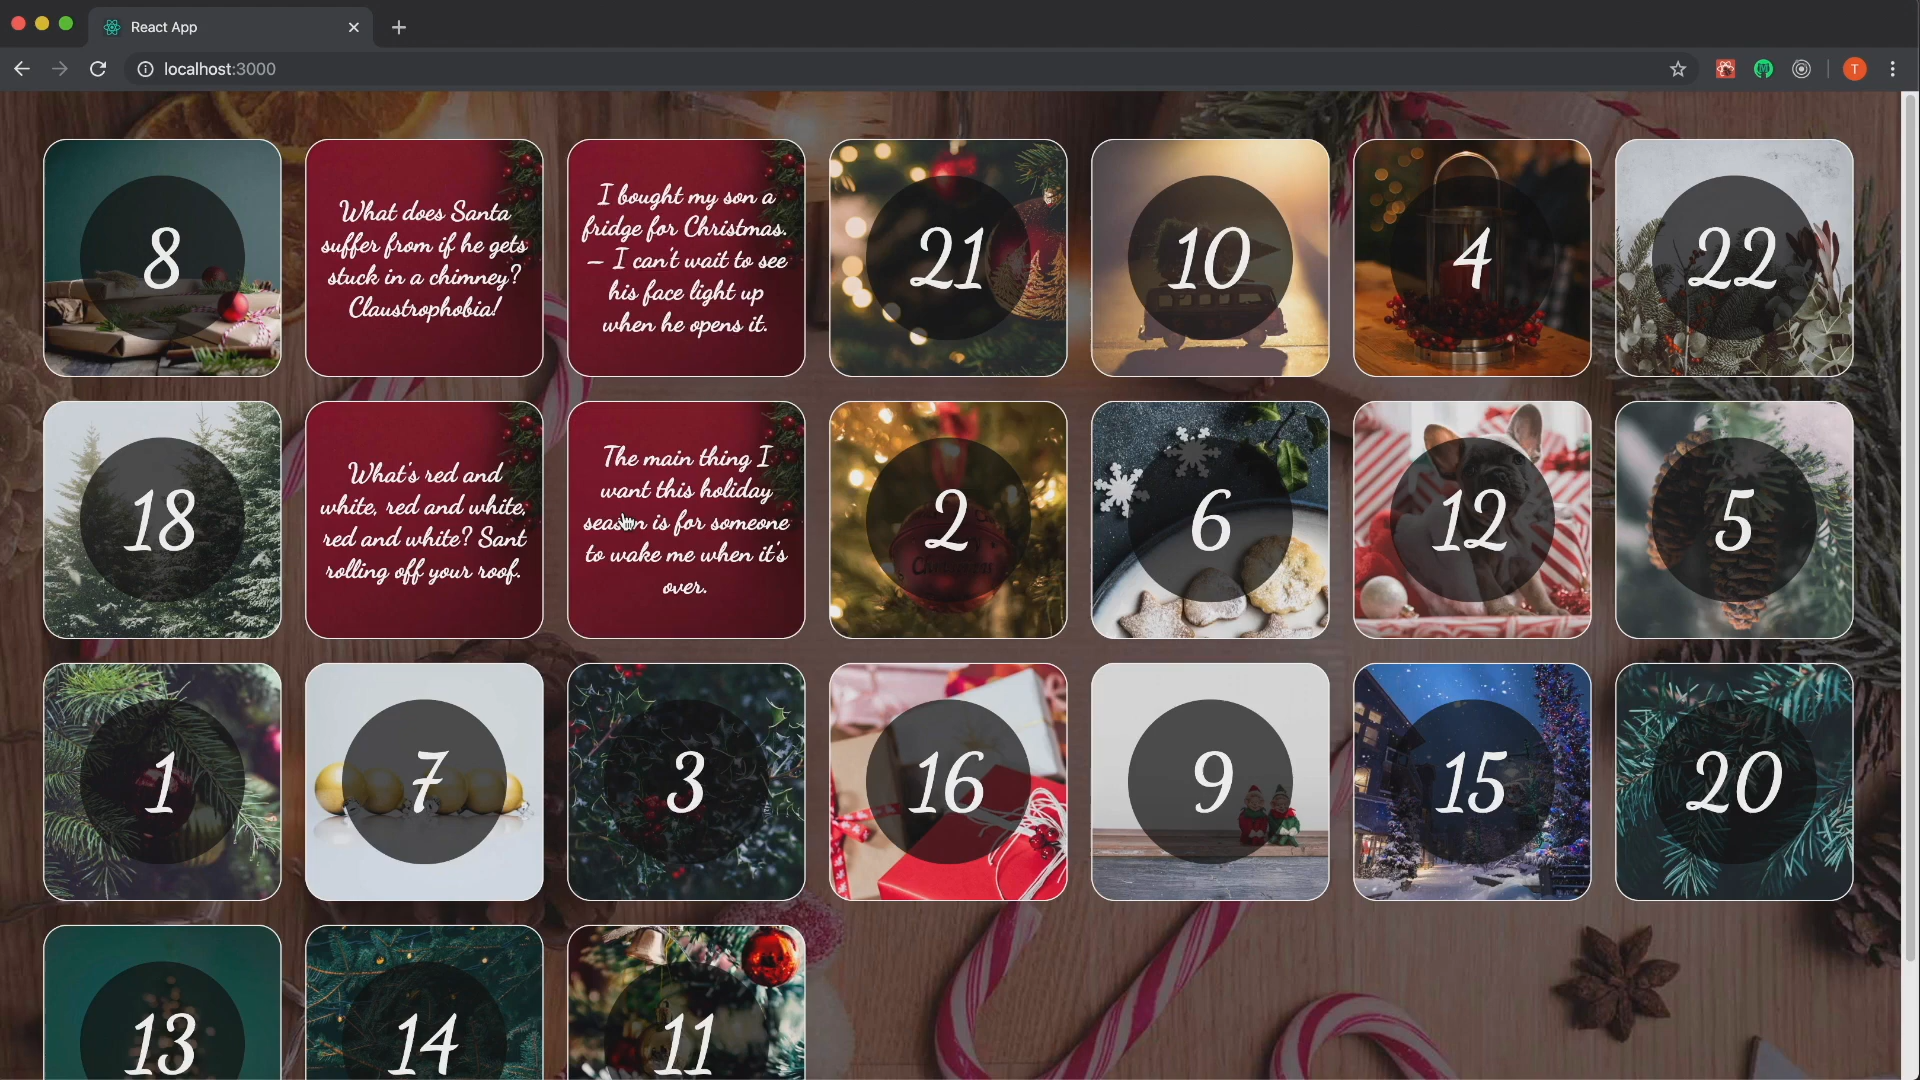 React App
localhost:3000
T
8
What does Santa
suffer from if he gets
stuck in a chimney?
Claustrophobia!
I bought my son a
fridge for Christmas.
– I can't wait to see
his face light up
when he opens it.
21
10
4
22
18
What's red and
white, red and white,
red and white? Sant
rolling off your roof.
The main thing I
want this holiday
season is for someone
to wake me when it's
over.
2
Christmas
6
12
5
1
7
3
16
9
15
20
13
14
11